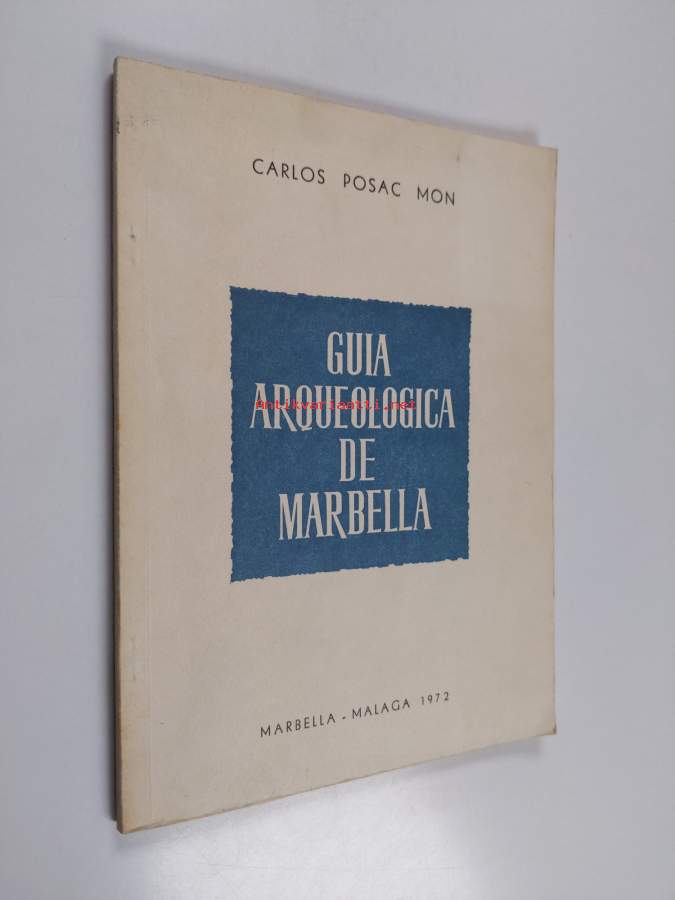 CARLOS POSAC MON
GUIA
ARQUEOLOGICA
Antikvariaatti.net
DE
MARBELLA
MARBELLA - MALAGA 1972